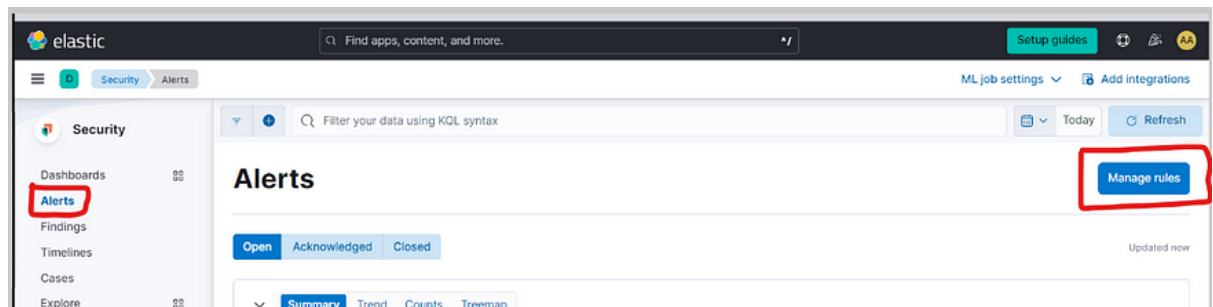 elastic
Find apps, content, and more.
^/
Setup guides
AA
D
Security
Alerts
ML job settings
Add integrations
Security
Filter your data using KQL syntax
Today
Refresh
Dashboards
Alerts
Findings
Timelines
Cases
Explore
Alerts
Manage rules
Open
Acknowledged
Closed
Updated now
Summary
Trend
Counts
Treemap